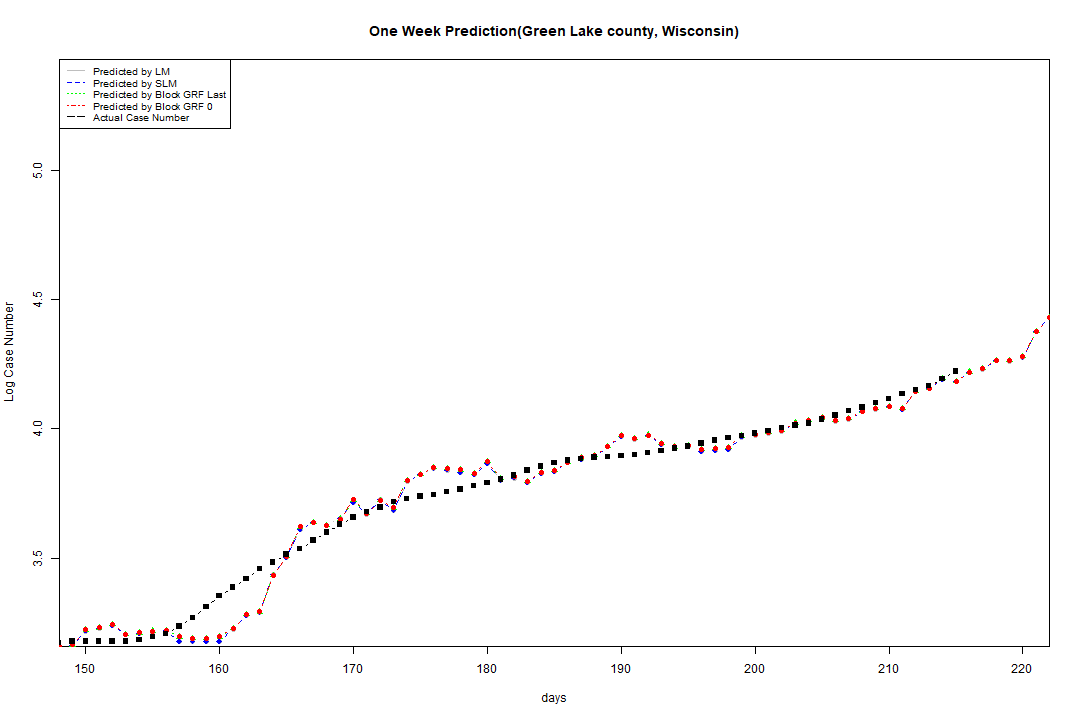 One Week Prediction(Green Lake county, Wisconsin)
Predicted by LM
Predicted by SLM
Predicted by Block GRF Last
Predicted by Block GRF 0
Actual Case Number
5.0
4.5
4.0
3.5
Log Case Number
150 160 170 180 190 200 210 220
days